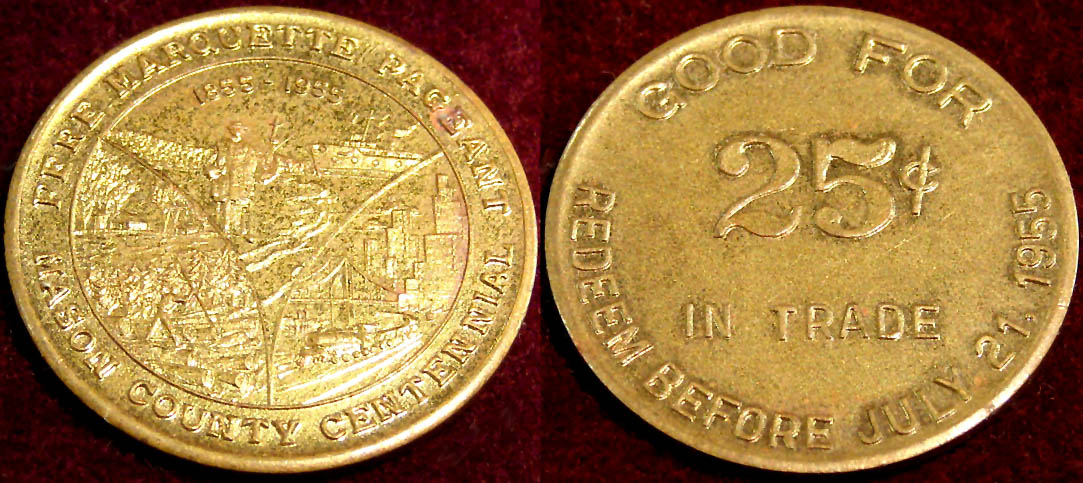 PERE MARQUETTE PAGEANT
1855 - 1955
MASON COUNTY CENTENNIAL
GOOD FOR
25¢
IN TRADE
REDEEM BEFORE JULY 21, 1955